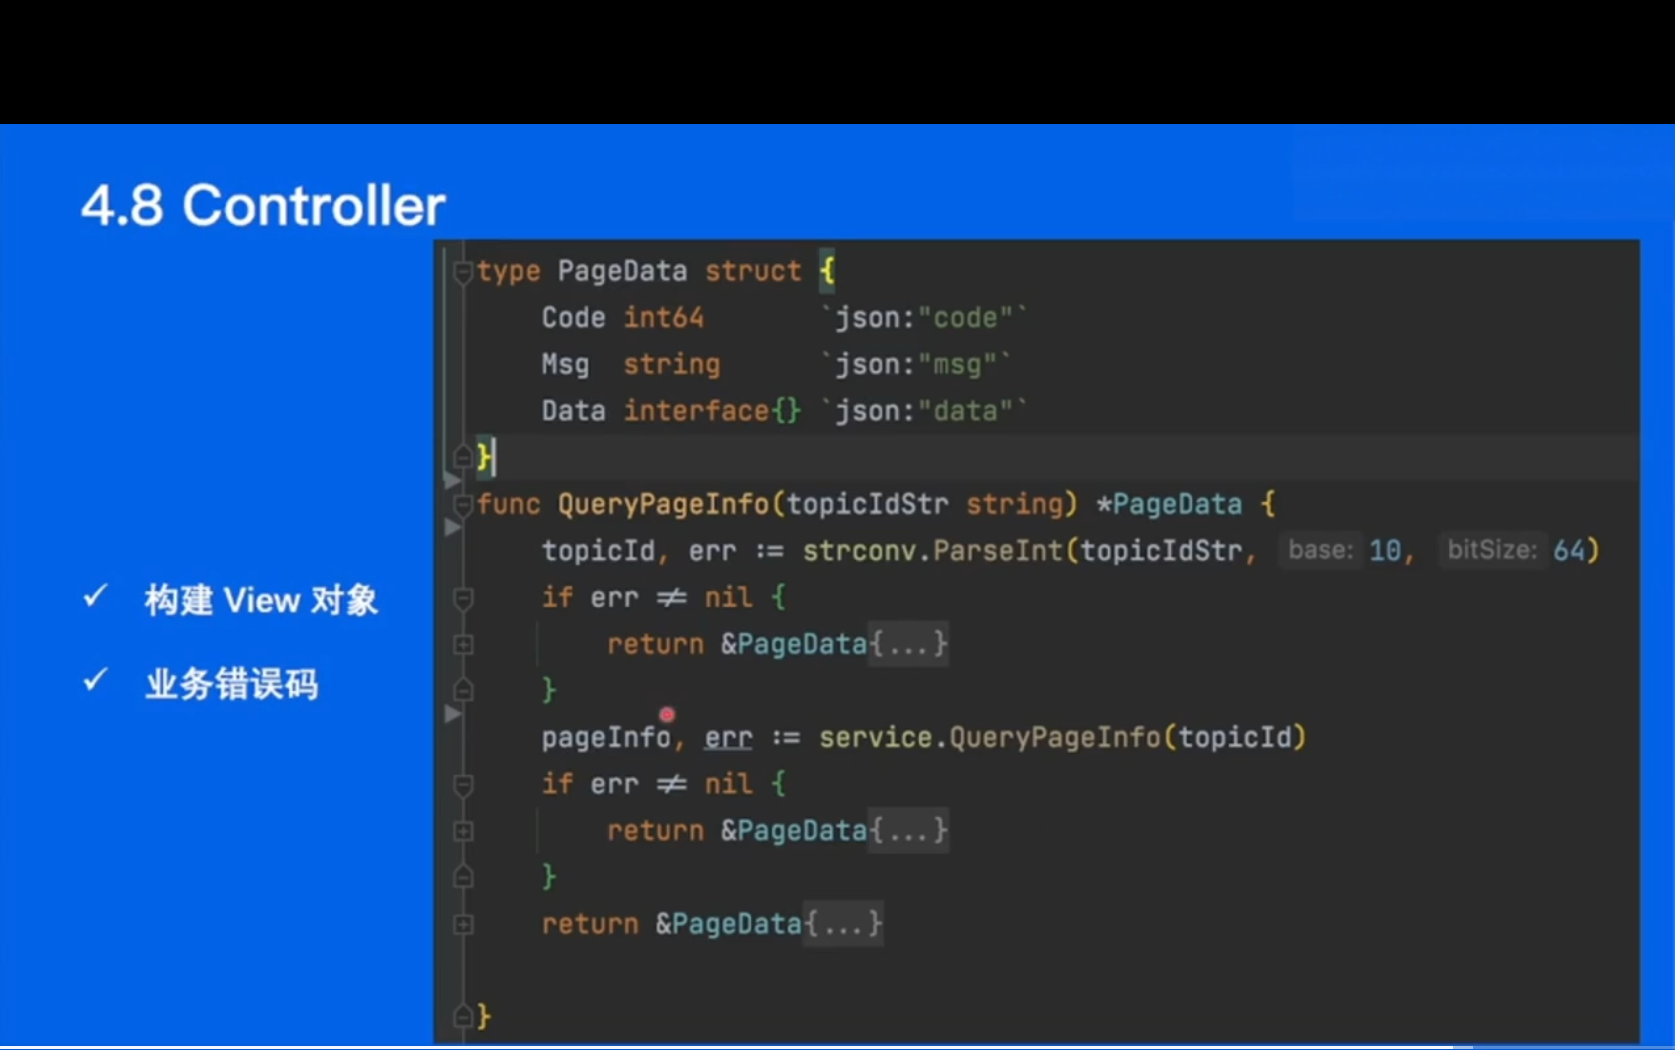 4.8 Controller
type PageData struct {
Code int64 `json:"code"`
Msg string `json:"msg"`
Data interface{} `json:"data"`
}
func QueryPageInfo(topicIdStr string) *PageData {
topicId, err := strconv.ParseInt(topicIdStr, base: 10, bitSize: 64)
if err ≠ nil {
return &PageData{...}
}
pageInfo, err := service.QueryPageInfo(topicId)
if err ≠ nil {
return &PageData{...}
}
return &PageData{...}
}
✓ 构建 View 对象
✓ 业务错误码